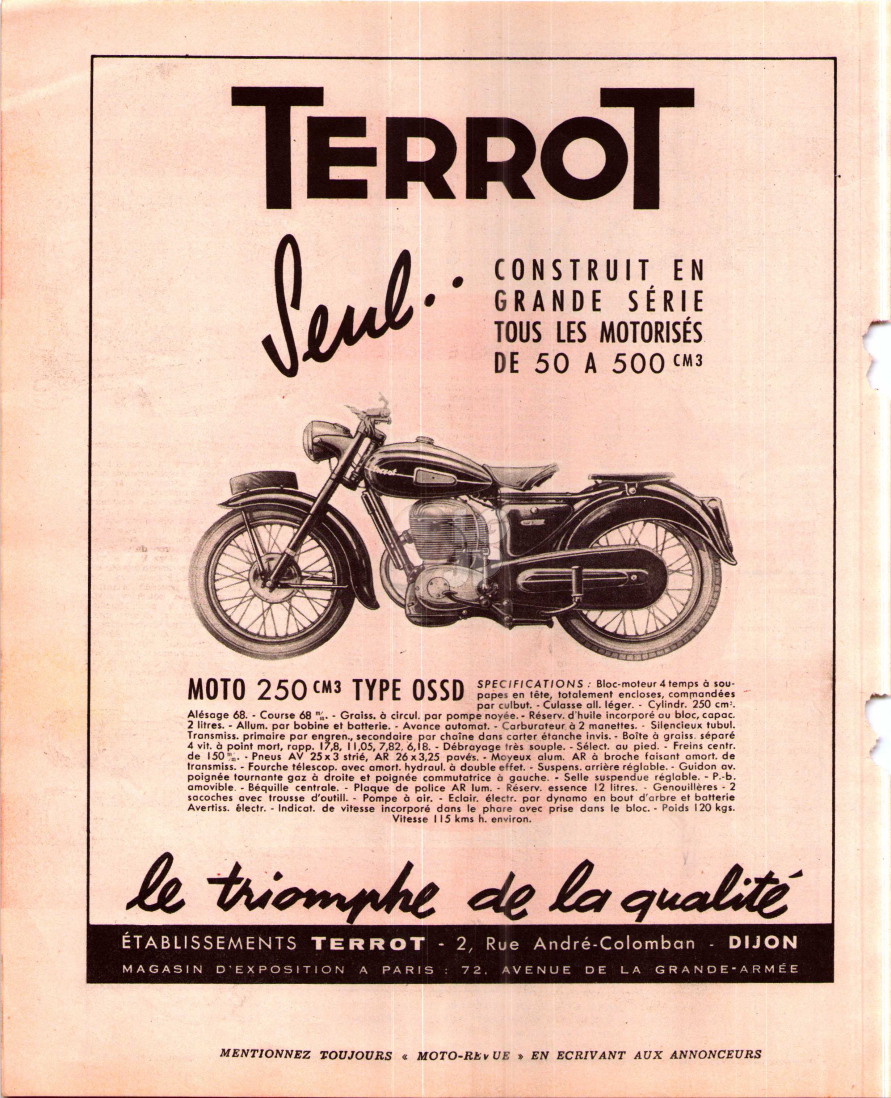 TERROT
Seul..
CONSTRUIT EN
GRANDE SÉRIE
TOUS LES MOTORISÉS
DE 50 A 500 CM3
Terrot
MOTO 250 CM3 TYPE OSSD
SPECIFICATIONS : Bloc-moteur 4 temps à sou-
papes en tête, totalement encloses, commandées
par culbut. - Culasse all. léger. - Cylindr. 250 cm³.
Alésage 68. - Course 68 m/m. - Graiss. à circul. par pompe noyée. - Réserv. d'huile incorporé au bloc, capac.
2 litres. - Allum. par bobine et batterie. - Avance automat. - Carburateur à 2 manettes. - Silencieux tubul.
Transmiss. primaire par engren., secondaire par chaîne dans carter étanche invis. - Boîte à graiss. séparé
4 vit. à point mort, rapp. 17,8, 11,05, 7,82, 6,18. - Débrayage très souple. - Sélect. au pied. - Freins centr.
de 150 m/m. - Pneus AV 25x3 strié, AR 26x3,25 pavés. - Moyeux alum. AR à broche faisant amort. de
transmiss. - Fourche télescop. avec amort. hydraul. à double effet. - Suspens. arrière réglable. - Guidon av.
poignée tournante gaz à droite et poignée commutatrice à gauche. - Selle suspendue réglable. - P.-b.
amovible. - Béquille centrale. - Plaque de police AR lum. - Réserv. essence 12 litres. - Genouillères - 2
sacoches avec trousse d'outill. - Pompe à air. - Eclair. électr. par dynamo en bout d'arbre et batterie
Avertiss. électr. - Indicat. de vitesse incorporé dans le phare avec prise dans le bloc. - Poids 120 kgs.
Vitesse 115 kms h. environ.
le triomphe de la qualité
ÉTABLISSEMENTS TERROT - 2, Rue André-Colomban - DIJON
MAGASIN D'EXPOSITION A PARIS : 72, AVENUE DE LA GRANDE-ARMÉE
MENTIONNEZ TOUJOURS « MOTO-REVUE » EN ECRIVANT AUX ANNONCEURS